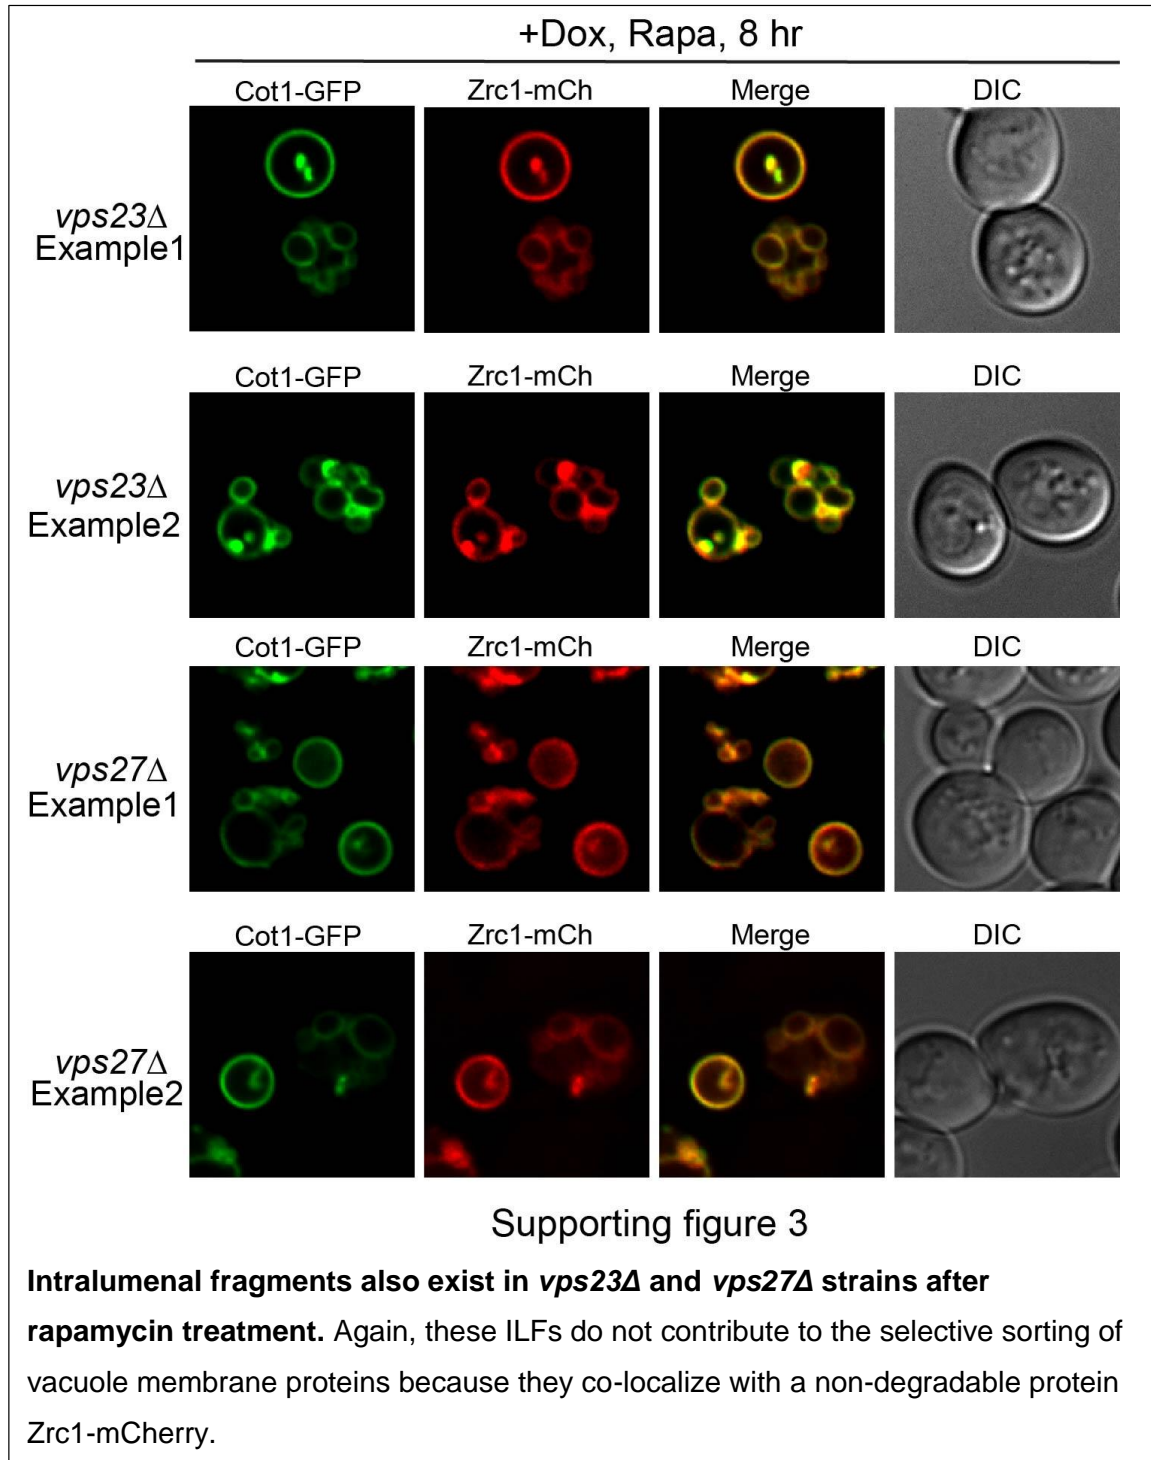 +Dox, Rapa, 8 hr
Cot1-GFP Zrc1-mCh Merge DIC
vps23Δ
Example1
Cot1-GFP Zrc1-mCh Merge DIC
vps23Δ
Example2
Cot1-GFP Zrc1-mCh Merge DIC
vps27Δ
Example1
Cot1-GFP Zrc1-mCh Merge DIC
vps27Δ
Example2
Supporting figure 3
Intralumenal fragments also exist in vps23Δ and vps27Δ strains after
rapamycin treatment. Again, these ILFs do not contribute to the selective sorting of
vacuole membrane proteins because they co-localize with a non-degradable protein
Zrc1-mCherry.